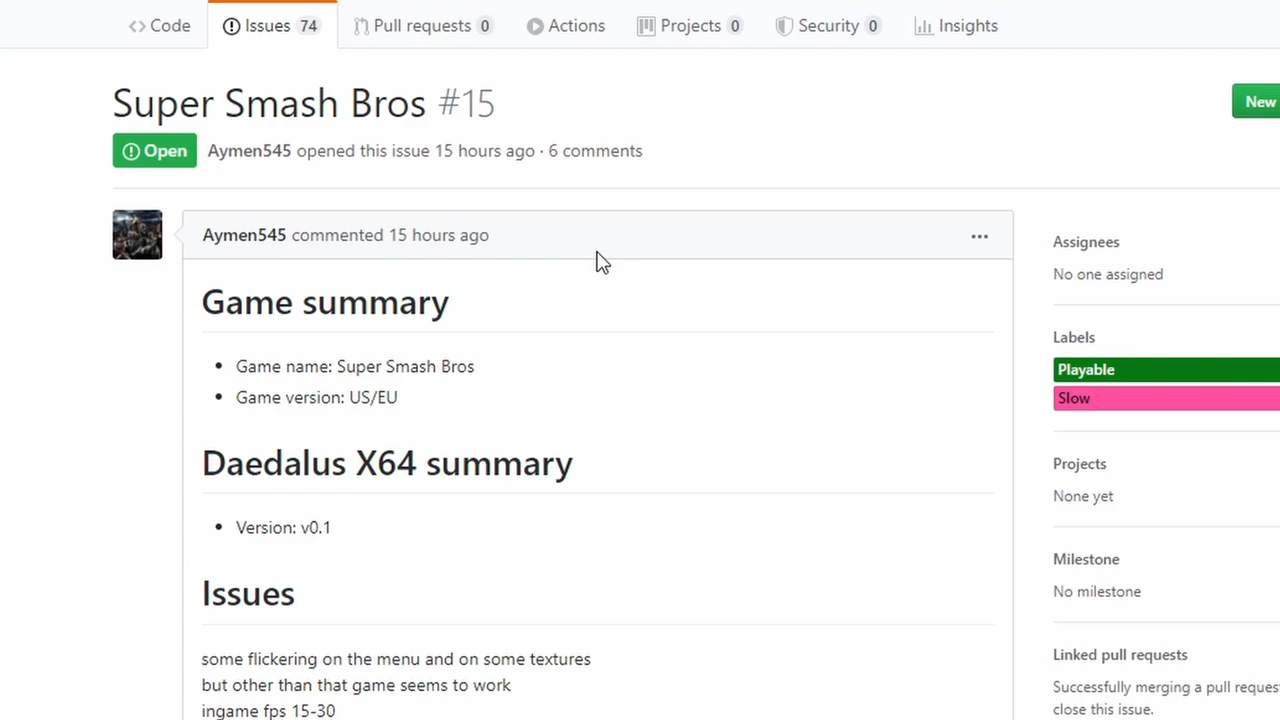 Code Issues 74 Pull requests 0 Actions Projects 0 Security 0 Insights
Super Smash Bros #15
New
Open Aymen545 opened this issue 15 hours ago · 6 comments
Aymen545 commented 15 hours ago
Game summary
Game name: Super Smash Bros
Game version: US/EU
Daedalus X64 summary
Version: v0.1
Issues
some flickering on the menu and on some textures
but other than that game seems to work
ingame fps 15-30
Assignees
No one assigned
Labels
Playable
Slow
Projects
None yet
Milestone
No milestone
Linked pull requests
Successfully merging a pull request
close this issue.